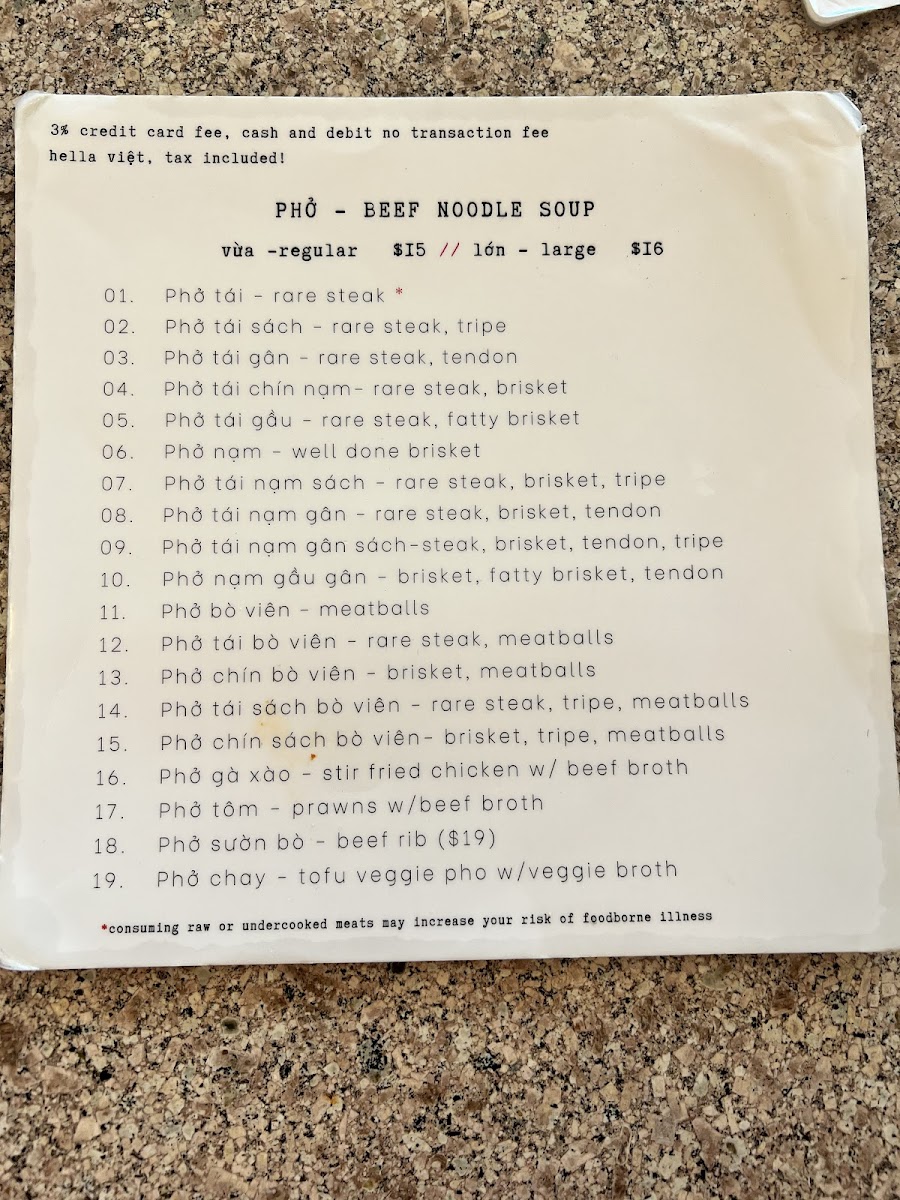 3% credit card fee, cash and debit no transaction fee
hella việt, tax included!
PHỞ - BEEF NOODLE SOUP
vừa -regular $15 // lớn - large $16
01. Phở tái - rare steak *
02. Phở tái sách - rare steak, tripe
03. Phở tái gân - rare steak, tendon
04. Phở tái chín nạm- rare steak, brisket
05. Phở tái gầu - rare steak, fatty brisket
06. Phở nạm - well done brisket
07. Phở tái nạm sách - rare steak, brisket, tripe
08. Phở tái nạm gân - rare steak, brisket, tendon
09. Phở tái nạm gân sách-steak, brisket, tendon, tripe
10. Phở nạm gầu gân - brisket, fatty brisket, tendon
11. Phở bò viên - meatballs
12. Phở tái bò viên - rare steak, meatballs
13. Phở chín bò viên - brisket, meatballs
14. Phở tái sách bò viên - rare steak, tripe, meatballs
15. Phở chín sách bò viên- brisket, tripe, meatballs
16. Phở gà xào - stir fried chicken w/ beef broth
17. Phở tôm - prawns w/beef broth
18. Phở sườn bò - beef rib ($19)
19. Phở chay - tofu veggie pho w/veggie broth
*consuming raw or undercooked meats may increase your risk of foodborne illness